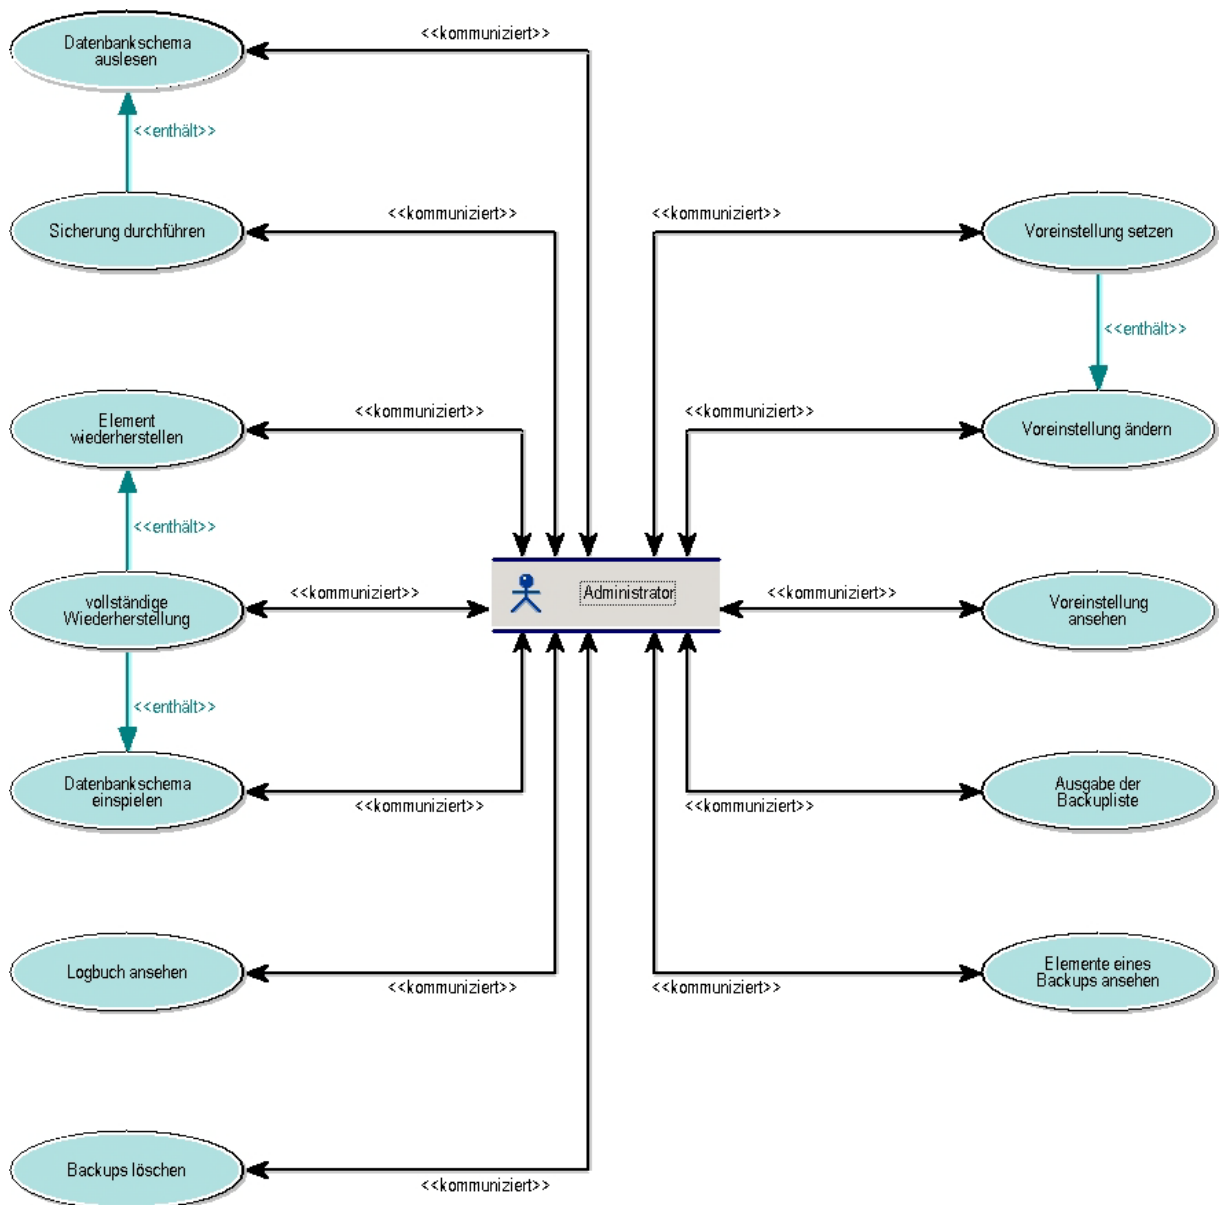 <<kommuniziert>>
Datenbankschema
auslesen
<<enthält>>
<<kommuniziert>>
<<kommuniziert>>
Sicherung durchführen
Voreinstellung setzen
<<enthält>>
<<kommuniziert>>
<<kommuniziert>>
Element
wiederherstellen
Voreinstellung ändern
<<enthält>>
<<kommuniziert>>
Administrator
<<kommuniziert>>
vollständige
Wiederherstellung
Voreinstellung
ansehen
<<enthält>>
Datenbankschema
einspielen
<<kommuniziert>>
<<kommuniziert>>
Ausgabe der
Backupliste
Logbuch ansehen
<<kommuniziert>>
<<kommuniziert>>
Elemente eines
Backups ansehen
Backups löschen
<<kommuniziert>>